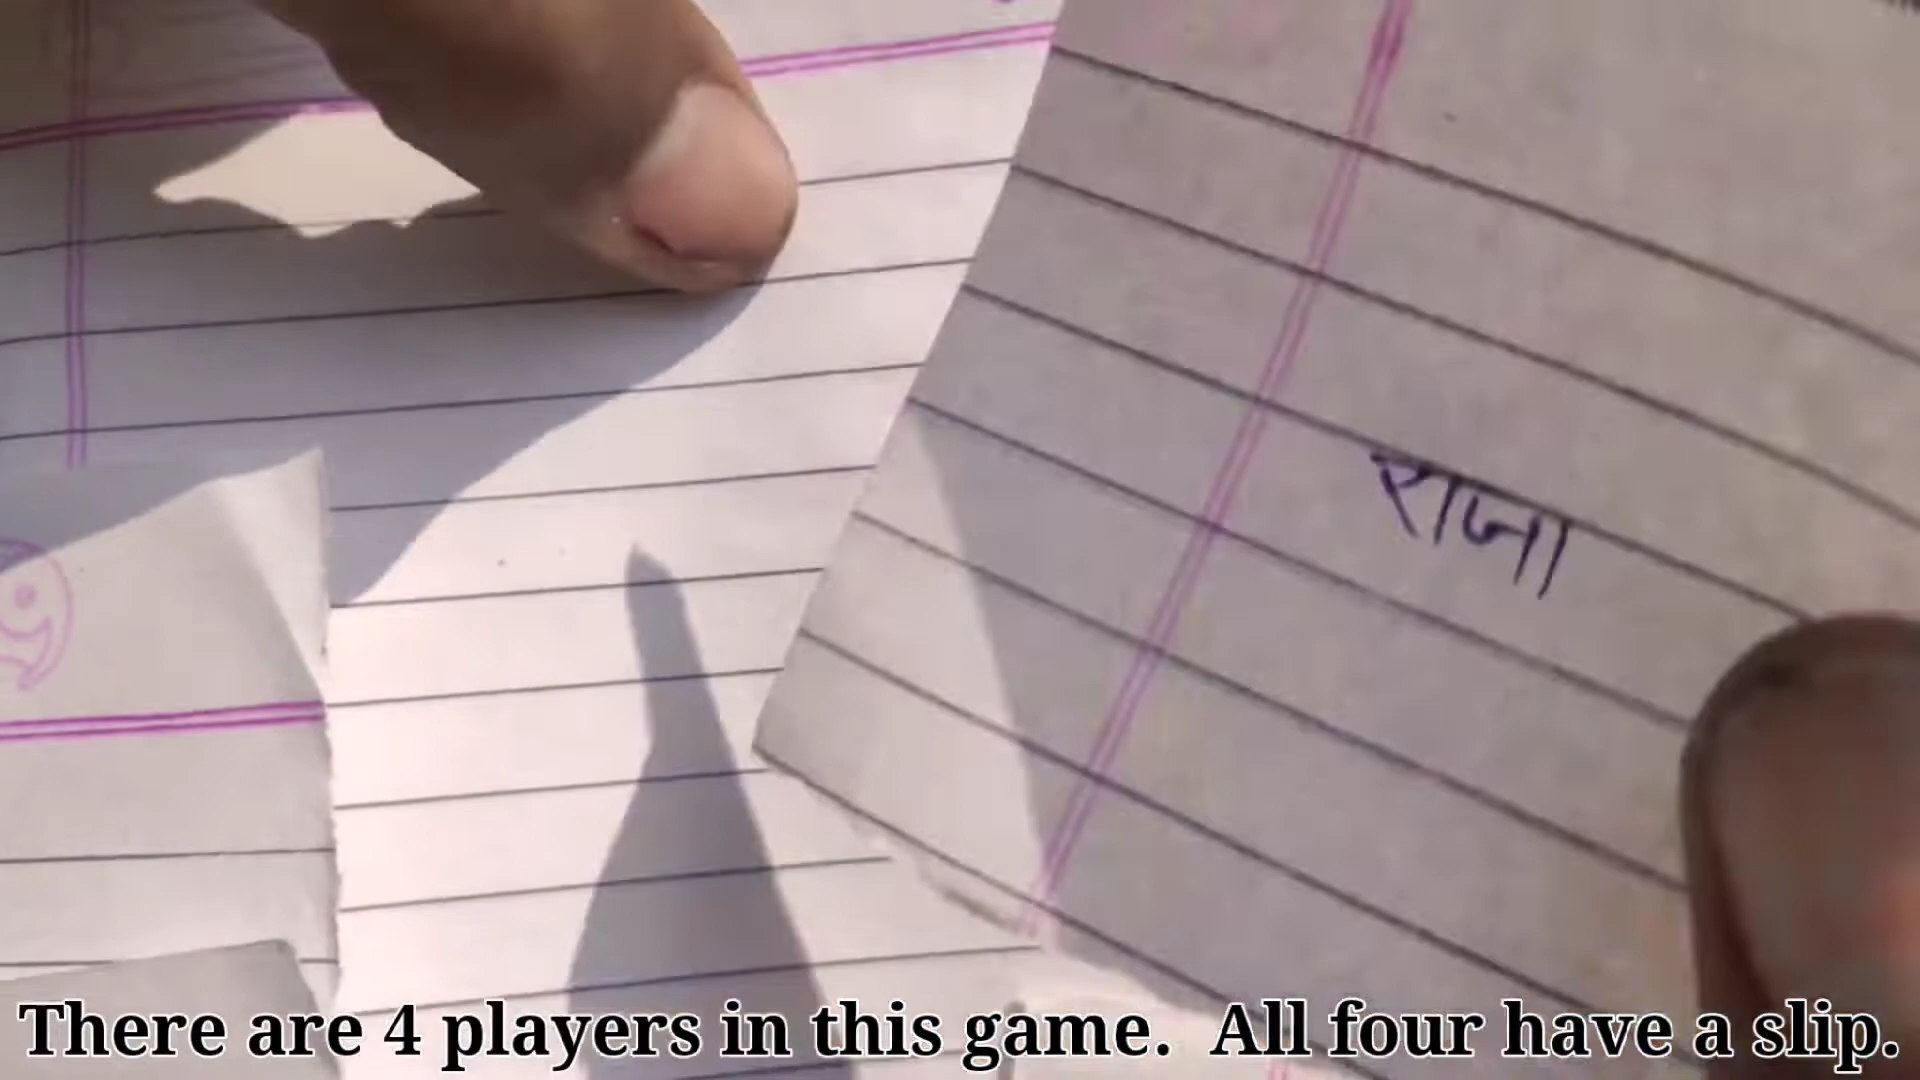 राजा
There are 4 players in this game. All four have a slip.